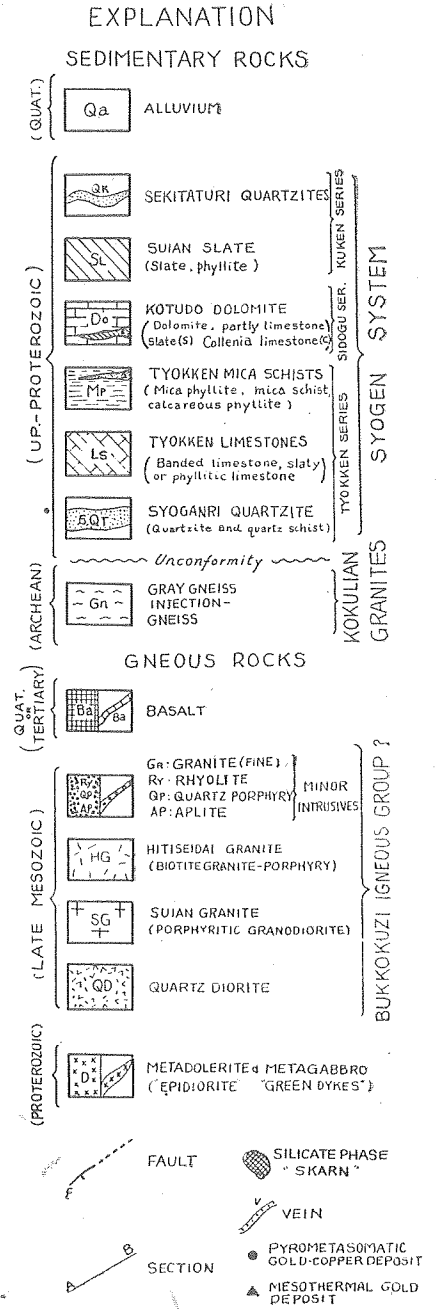 EXPLANATION
SEDIMENTARY ROCKS
(QUAT.)
Qa
ALLUVIUM
(UP.-PROTEROZOIC)
QK
SEKITATURI QUARTZITES
KUKEN SERIES
SL
SUIAN SLATE
(Slate, phyllite)
Do
KOTUDO DOLOMITE
(Dolomite, partly limestone
Slate(S) Collenia limestone(C)
SIDOGU SER.
Mp
TYOKKEN MICA SCHISTS
(Mica phyllite, mica schist,
calcareous phyllite)
Ls
TYOKKEN LIMESTONES
(Banded limestone, slaty
or phyllitic limestone
QT
SYOGANRI QUARTZITE
(Quartzite and quartz schist)
TYOKKEN SERIES
SYOGEN SYSTEM
Unconformity
(ARCHEAN)
Gn
GRAY GNEISS
INJECTION-
GNEISS
KOKULIAN
GRANITES
GNEOUS ROCKS
QUAT.
OR
TERTIARY)
Ba
Ba
BASALT
(LATE MESOZOIC)
RY
QP
AP
GR: GRANITE (FINE)
RY: RHYOLITE
QP: QUARTZ PORPHYRY
AP: APLITE
MINOR
INTRUSIVES
HG
HITISEIDAI GRANITE
(BIOTITE GRANITE-PORPHYRY)
SG
SUIAN GRANITE
(PORPHYRITIC GRANODIORITE)
QD
QUARTZ DIORITE
BUKKOKUZI IGNEOUS GROUP ?
(PROTEROZUIC)
D
METADOLERITE d METAGABBRO
("EPIDIORITE "GREEN DYKES")
F
FAULT
SILICATE PHASE
"SKARN"
V
VEIN
A
B
SECTION
PYROMETASOMATIC
GOLD-COPPER DEPOSIT
MESOTHERMAL GOLD
DEPOSIT